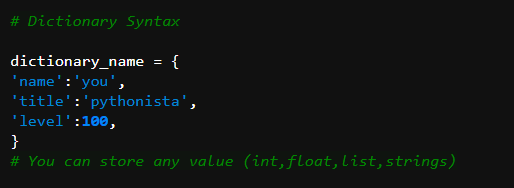 # Dictionary Syntax
dictionary_name = {
'name':'you',
'title':'pythonista',
'level':100,
}
# You can store any value (int,float,list,strings)